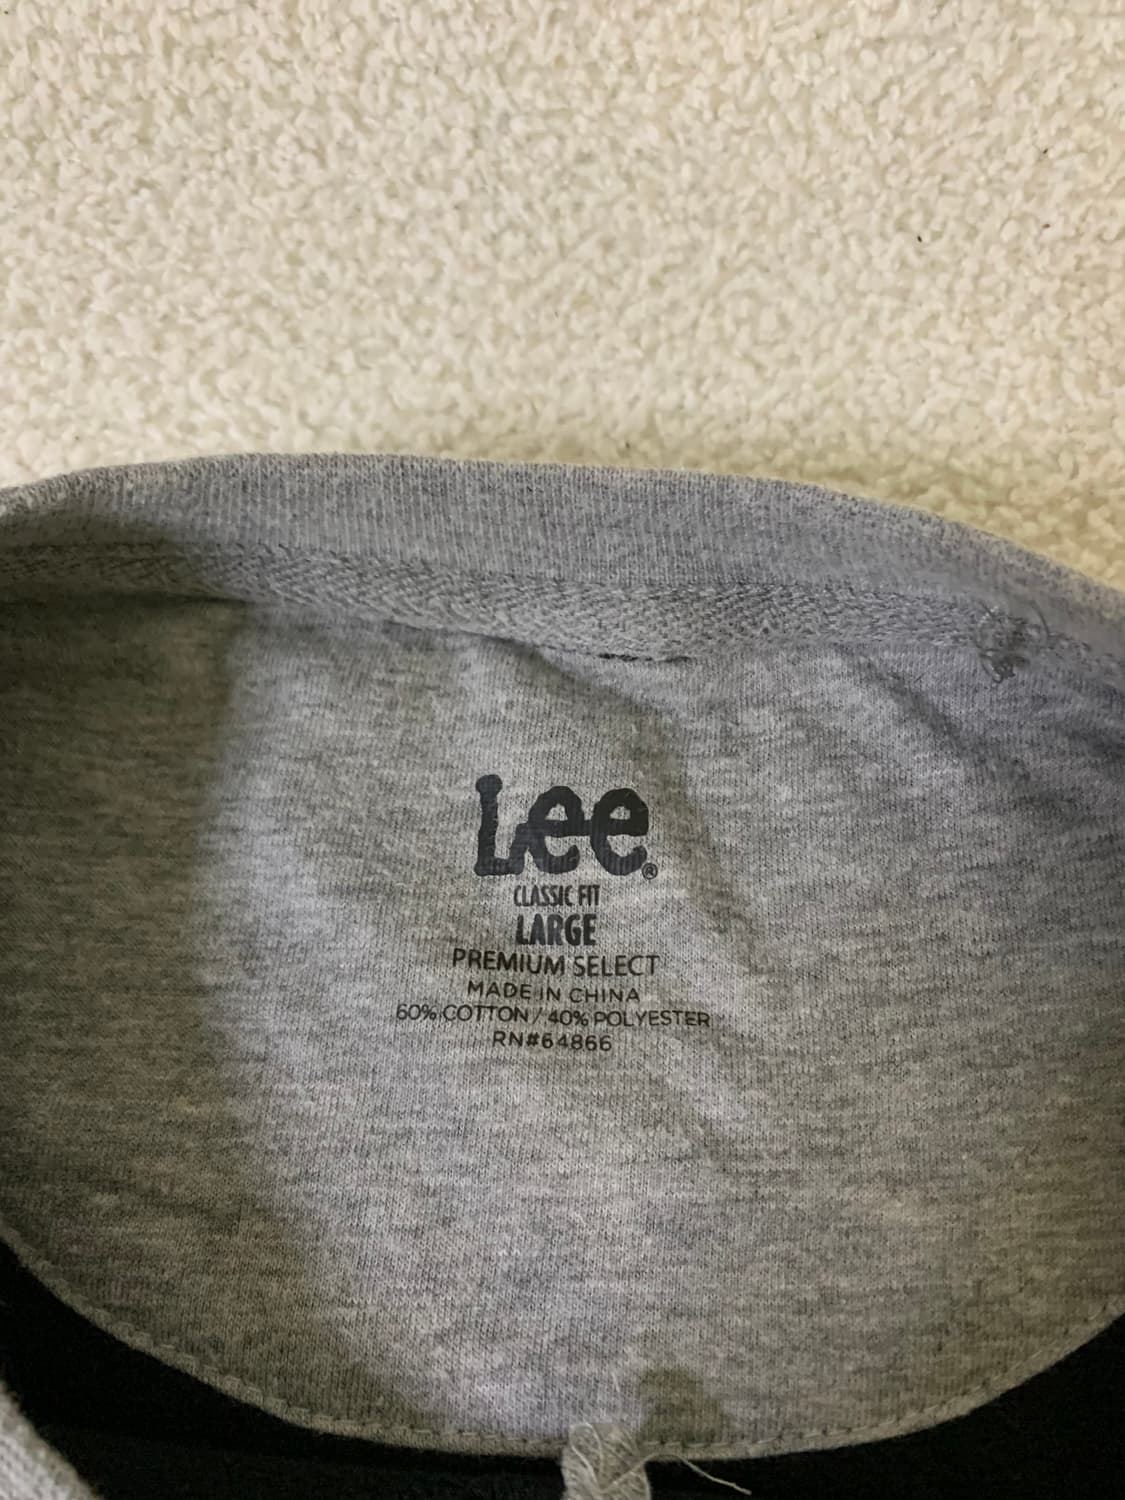 Lee®
CLASSIC FIT
LARGE
PREMIUM SELECT
MADE IN CHINA
60% COTTON / 40% POLYESTER
RN#64866